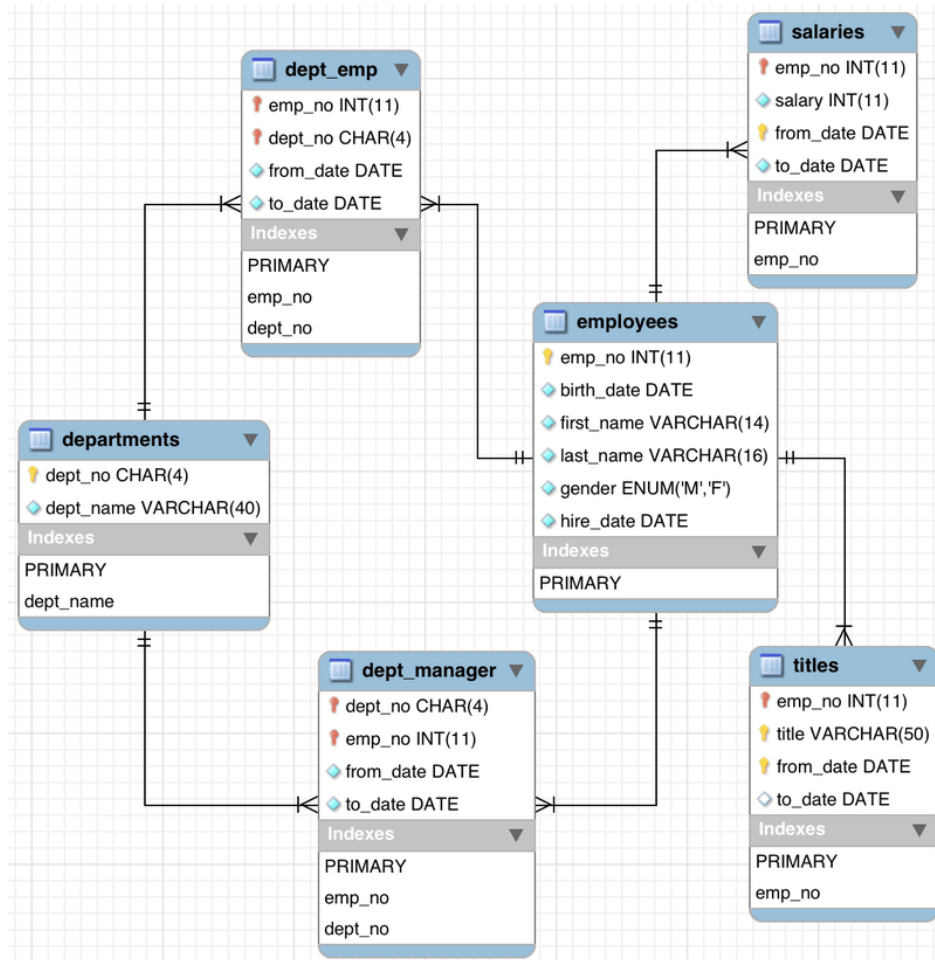 salaries
emp_no INT(11)
salary INT(11)
from_date DATE
to_date DATE
Indexes
PRIMARY
emp_no
dept_emp
emp_no INT(11)
dept_no CHAR(4)
from_date DATE
to_date DATE
Indexes
PRIMARY
emp_no
dept_no
employees
emp_no INT(11)
birth_date DATE
first_name VARCHAR(14)
last_name VARCHAR(16)
gender ENUM('M','F')
hire_date DATE
Indexes
PRIMARY
departments
dept_no CHAR(4)
dept_name VARCHAR(40)
Indexes
PRIMARY
dept_name
dept_manager
dept_no CHAR(4)
emp_no INT(11)
from_date DATE
to_date DATE
Indexes
PRIMARY
emp_no
dept_no
titles
emp_no INT(11)
title VARCHAR(50)
from_date DATE
to_date DATE
Indexes
PRIMARY
emp_no